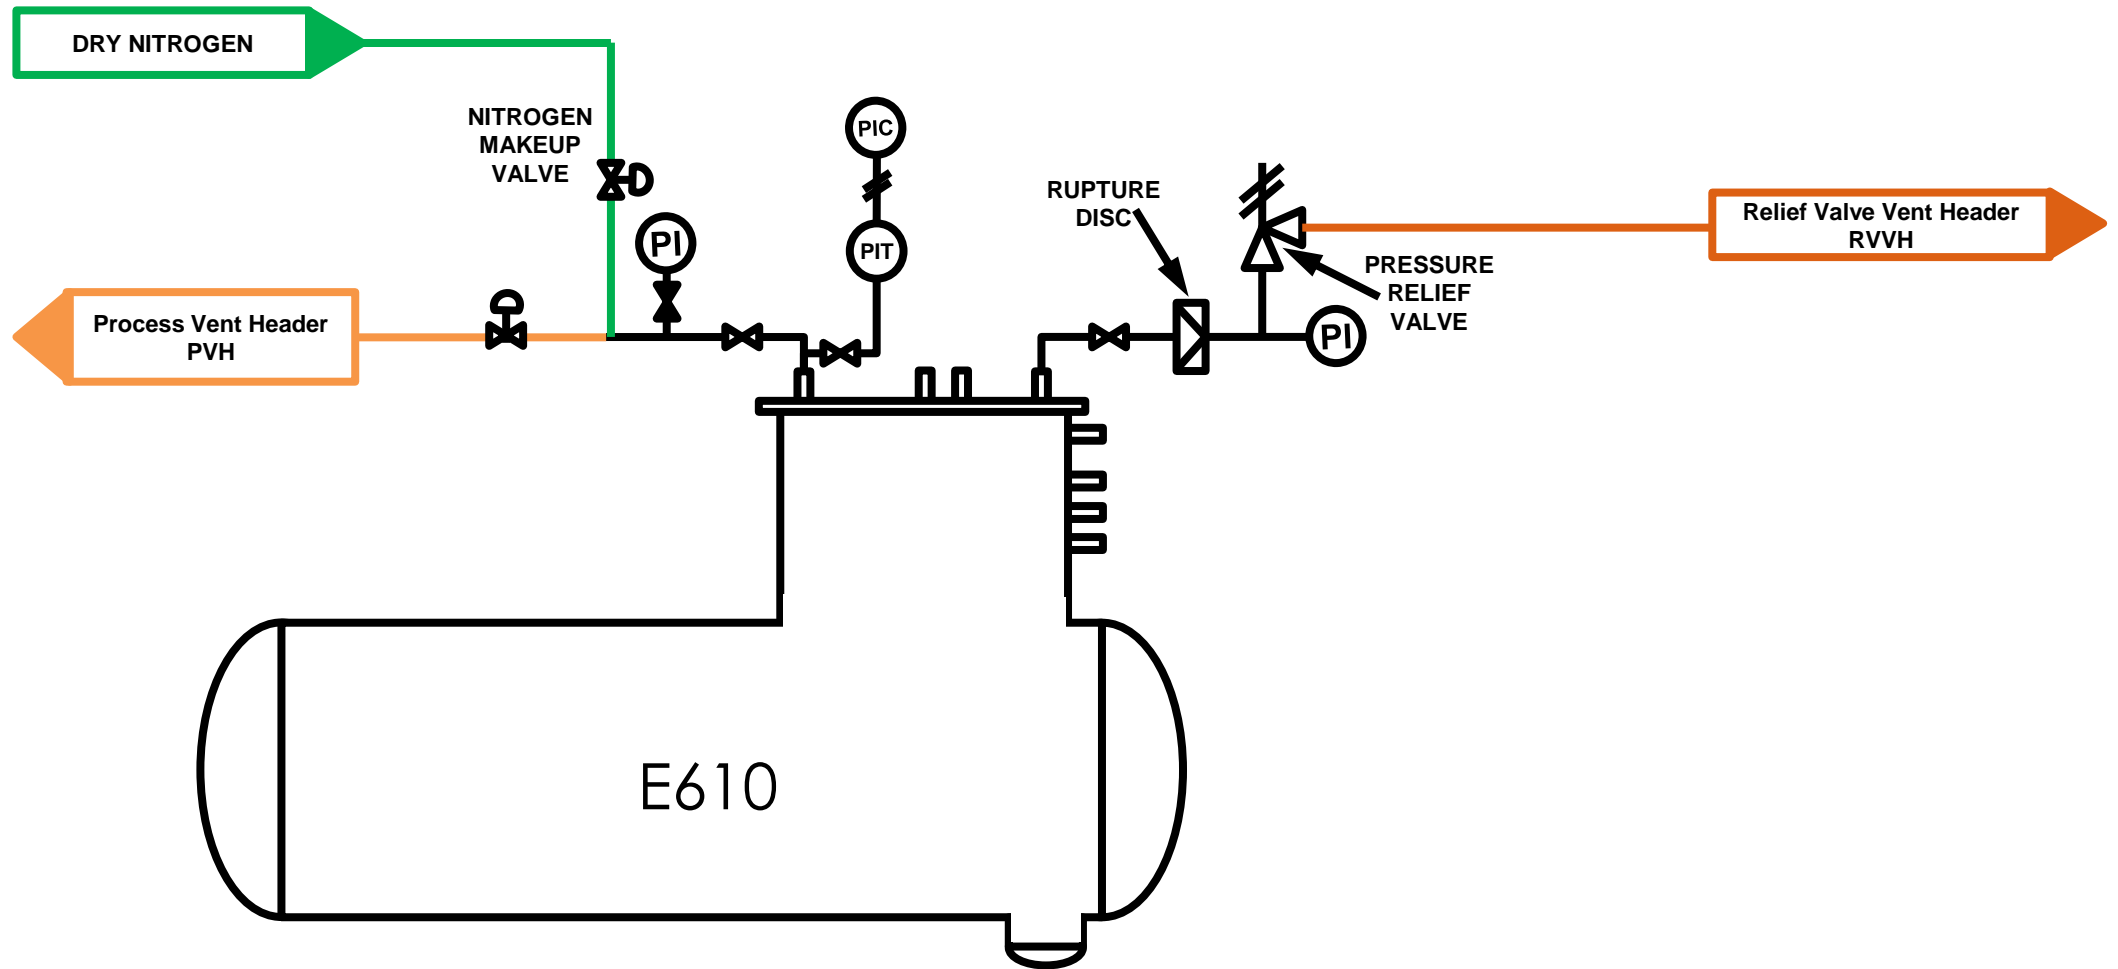 DRY NITROGEN
NITROGEN
MAKEUP
VALVE
PIC
PI
PIT
RUPTURE
DISC
Relief Valve Vent Header
RVVH
PRESSURE
RELIEF
VALVE
Process Vent Header
PVH
PI
E610